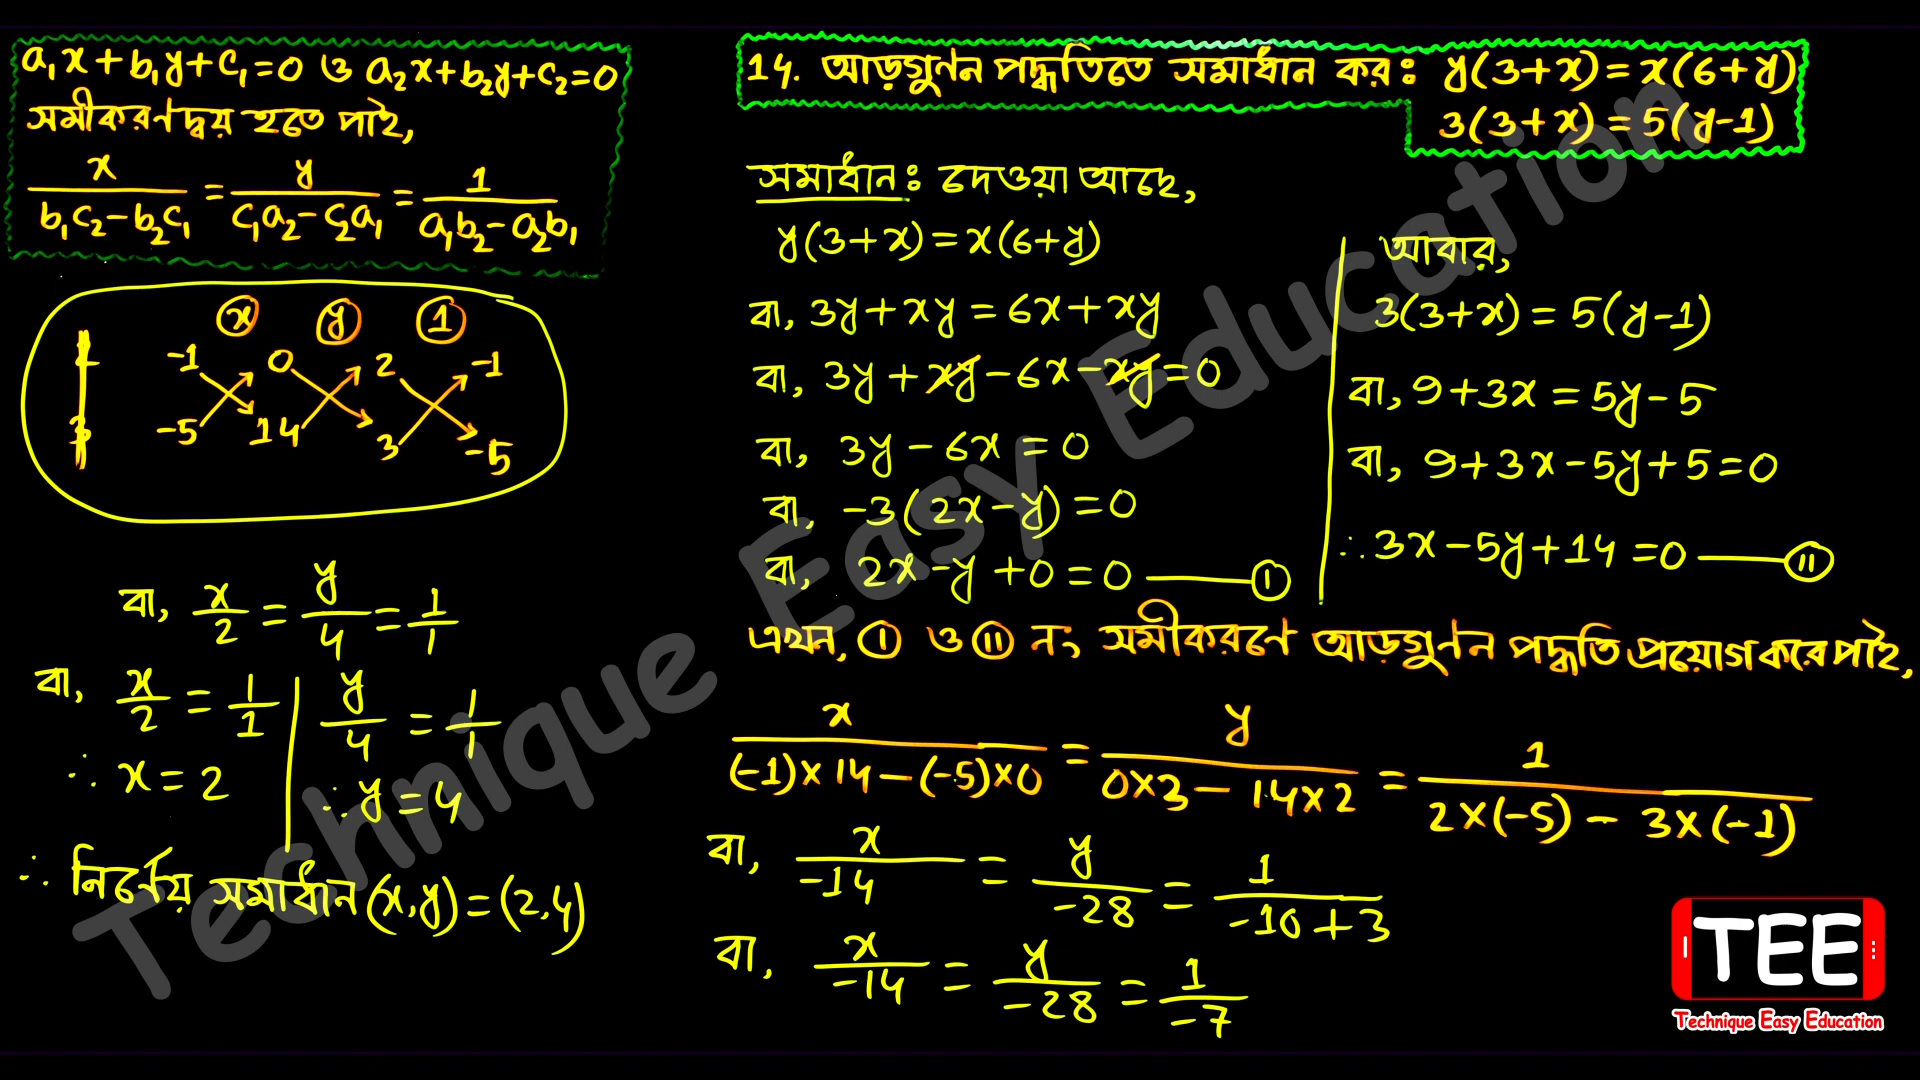 a₁x+b₁y+c₁=0 ও a₂x+b₂y+c₂=0
সমীকরণদ্বয় হতে পাই,
x/(b₁c₂-b₂c₁) = y/(c₁a₂-c₂a₁) = 1/(a₁b₂-a₂b₁)
x y 1
-1 0 2 -1
-5 14 3 -5
বা, x/2 = y/4 = 1/1
বা, x/2 = 1/1
∴ x = 2
y/4 = 1/1
∴ y = 4
∴ নির্ণেয় সমাধান (x,y) = (2,4)
14. আড়গুণন পদ্ধতিতে সমাধান কর: y(3+x) = x(6+y)
3(3+x) = 5(y-1)
সমাধান: দেওয়া আছে,
y(3+x) = x(6+y)
বা, 3y+xy = 6x+xy
বা, 3y+xy-6x-xy=0
বা, 3y-6x = 0
বা, -3(2x-y) = 0
বা, 2x-y+0=0 —— (i)
আবার,
3(3+x) = 5(y-1)
বা, 9+3x = 5y-5
বা, 9+3x-5y+5=0
∴ 3x-5y+14=0 —— (ii)
এখন, (i) ও (ii) নং সমীকরণে আড়গুণন পদ্ধতি প্রয়োগ করে পাই,
x/((-1)×14-(-5)×0) = y/(0×3-14×2) = 1/(2×(-5)-3×(-1))
বা, x/-14 = y/-28 = 1/(-10+3)
বা, x/-14 = y/-28 = 1/-7
Technique Easy Education
TEE
Technique Easy Education